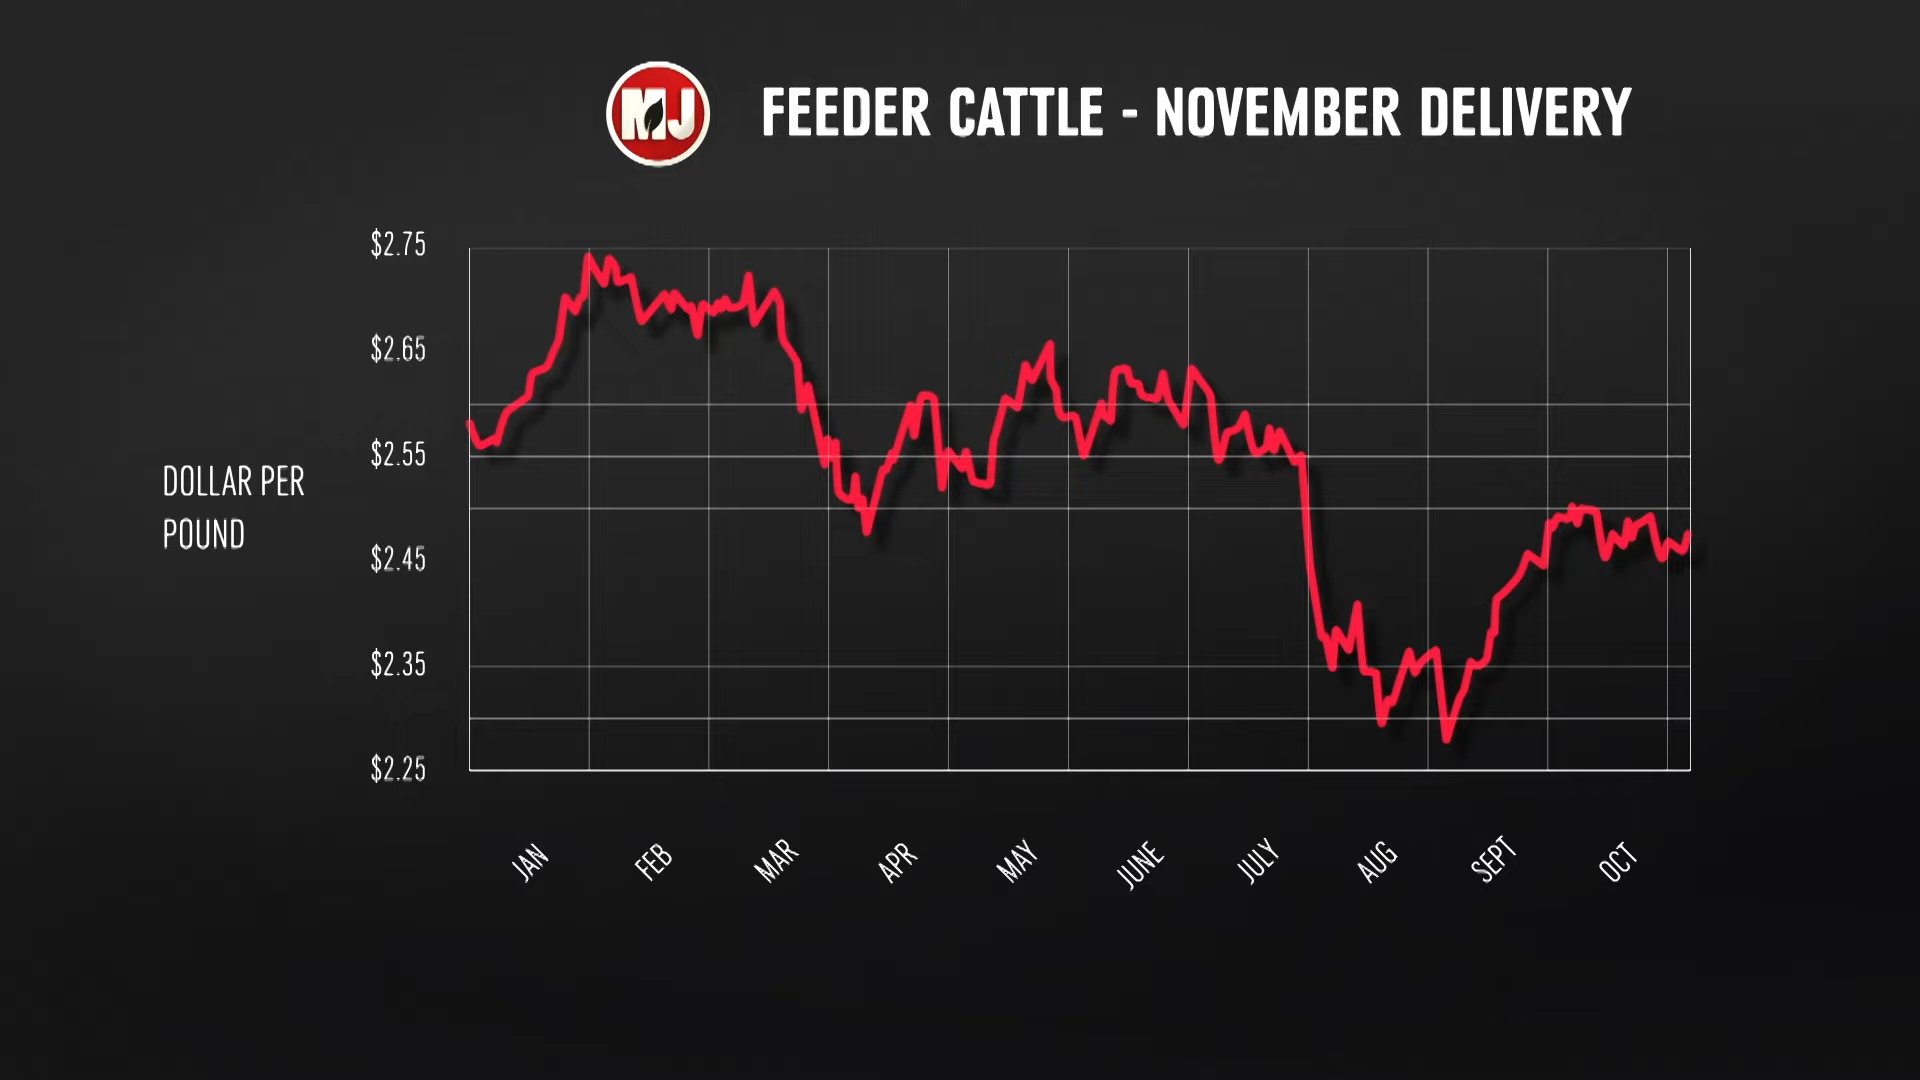 MJ
FEEDER CATTLE - NOVEMBER DELIVERY
$2.75
$2.65
$2.55
$2.45
$2.35
$2.25
DOLLAR PER
POUND
JAN
FEB
MAR
APR
MAY
JUNE
JULY
AUG
SEPT
OCT